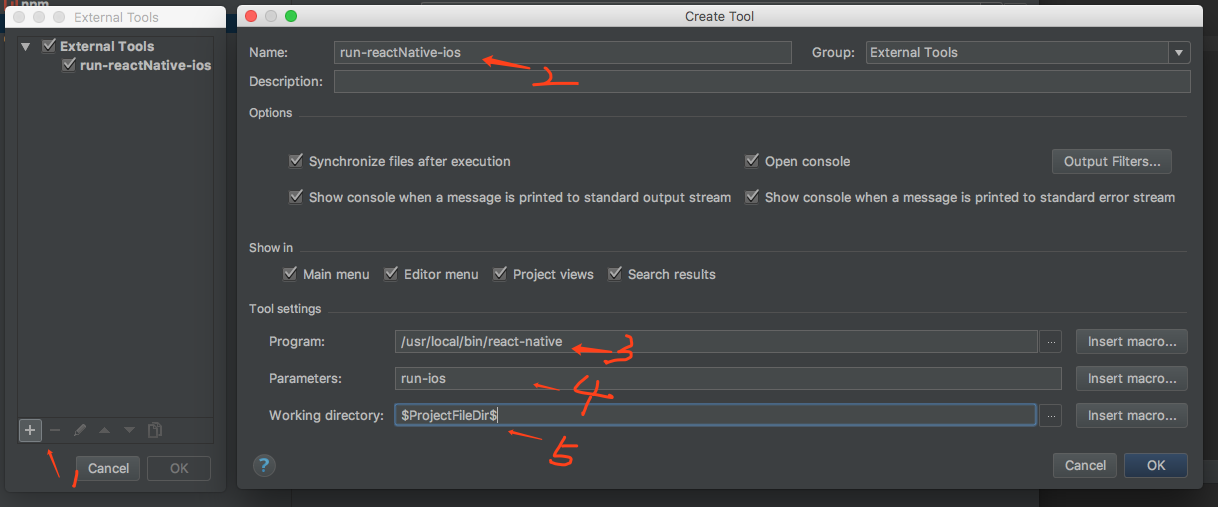 npm
External Tools
External Tools
run-reactNative-ios
+
1
Cancel
OK
Create Tool
Name:
run-reactNative-ios
Group:
External Tools
2
Description:
Options
Synchronize files after execution
Open console
Output Filters...
Show console when a message is printed to standard output stream
Show console when a message is printed to standard error stream
Show in
Main menu
Editor menu
Project views
Search results
Tool settings
Program:
/usr/local/bin/react-native
...
Insert macro...
3
Parameters:
run-ios
Insert macro...
4
Working directory:
$ProjectFileDir$
...
Insert macro...
5
?
Cancel
OK